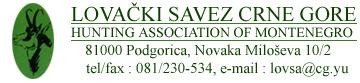 LOVAČKI SAVEZ CRNE GORE
HUNTING ASSOCIATION OF MONTENEGRO
81000 Podgorica, Novaka Miloševa 10/2
tel/fax : 081/230-534, e-mail : lovsa@cg.yu